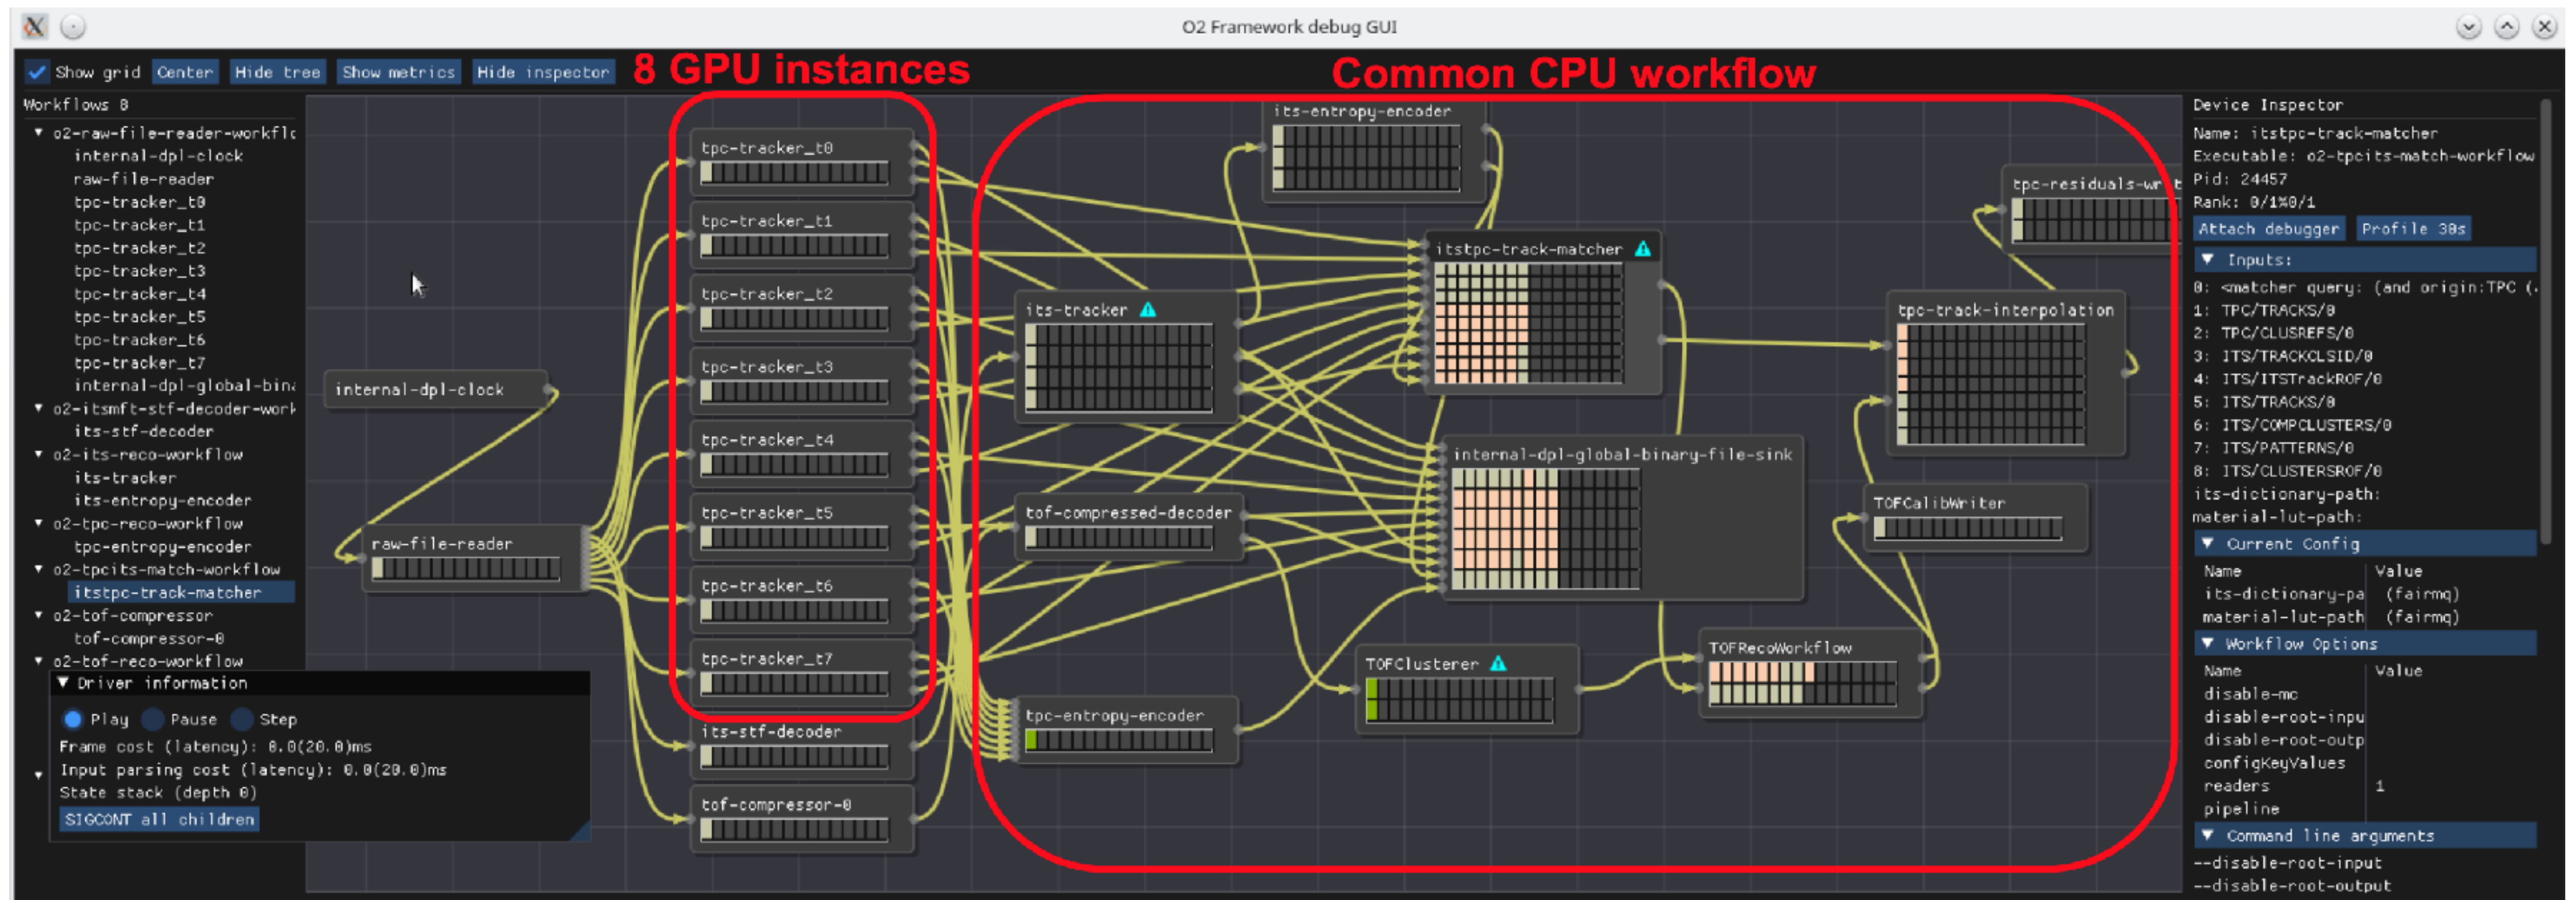 O2 Framework debug GUI
Show grid Center Hide tree Show metrics Hide inspector
8 GPU instances
Common CPU workflow
Workflows 8
o2-raw-file-reader-workflc
internal-dpl-clock
raw-file-reader
tpc-tracker_t0
tpc-tracker_t1
tpc-tracker_t2
tpc-tracker_t3
tpc-tracker_t4
tpc-tracker_t5
tpc-tracker_t6
tpc-tracker_t7
internal-dpl-global-bina
o2-itsmft-stf-decoder-work
its-stf-decoder
o2-its-reco-workflow
its-tracker
its-entropy-encoder
o2-tpc-reco-workflow
tpc-entropy-encoder
o2-tpcits-match-workflow
itstpc-track-matcher
o2-tof-compressor
tof-compressor-0
o2-tof-reco-workflow
Driver information
Play Pause Step
Frame cost (latency): 0.0(20.0)ms
Input parsing cost (latency): 0.0(20.0)ms
State stack (depth 0)
SIGCONT all children
internal-dpl-clock
raw-file-reader
tpc-tracker_t0
tpc-tracker_t1
tpc-tracker_t2
tpc-tracker_t3
tpc-tracker_t4
tpc-tracker_t5
tpc-tracker_t6
tpc-tracker_t7
its-stf-decoder
tof-compressor-0
its-entropy-encoder
its-tracker
itstpc-track-matcher
internal-dpl-global-binary-file-sink
tof-compressed-decoder
tpc-entropy-encoder
TOFClusterer
TOFRecoWorkflow
TOFCalibWriter
tpc-track-interpolation
tpc-residuals-writ
Device Inspector
Name: itstpc-track-matcher
Executable: o2-tpcits-match-workflow
Pid: 24457
Rank: 0/1%0/1
Attach debugger Profile 30s
Inputs:
0: <matcher query: (and origin:TPC (.
1: TPC/TRACKS/0
2: TPC/CLUSREFS/0
3: ITS/TRACKCLSID/0
4: ITS/ITSTrackROF/0
5: ITS/TRACKS/0
6: ITS/COMPCLUSTERS/0
7: ITS/PATTERNS/0
8: ITS/CLUSTERSROF/0
its-dictionary-path:
material-lut-path:
Current Config
Name Value
its-dictionary-pa (fairmq)
material-lut-path (fairmq)
Workflow Options
Name Value
disable-mc
disable-root-inpu
disable-root-outp
configKeyValues
readers 1
pipeline
Command line arguments
--disable-root-input
--disable-root-output